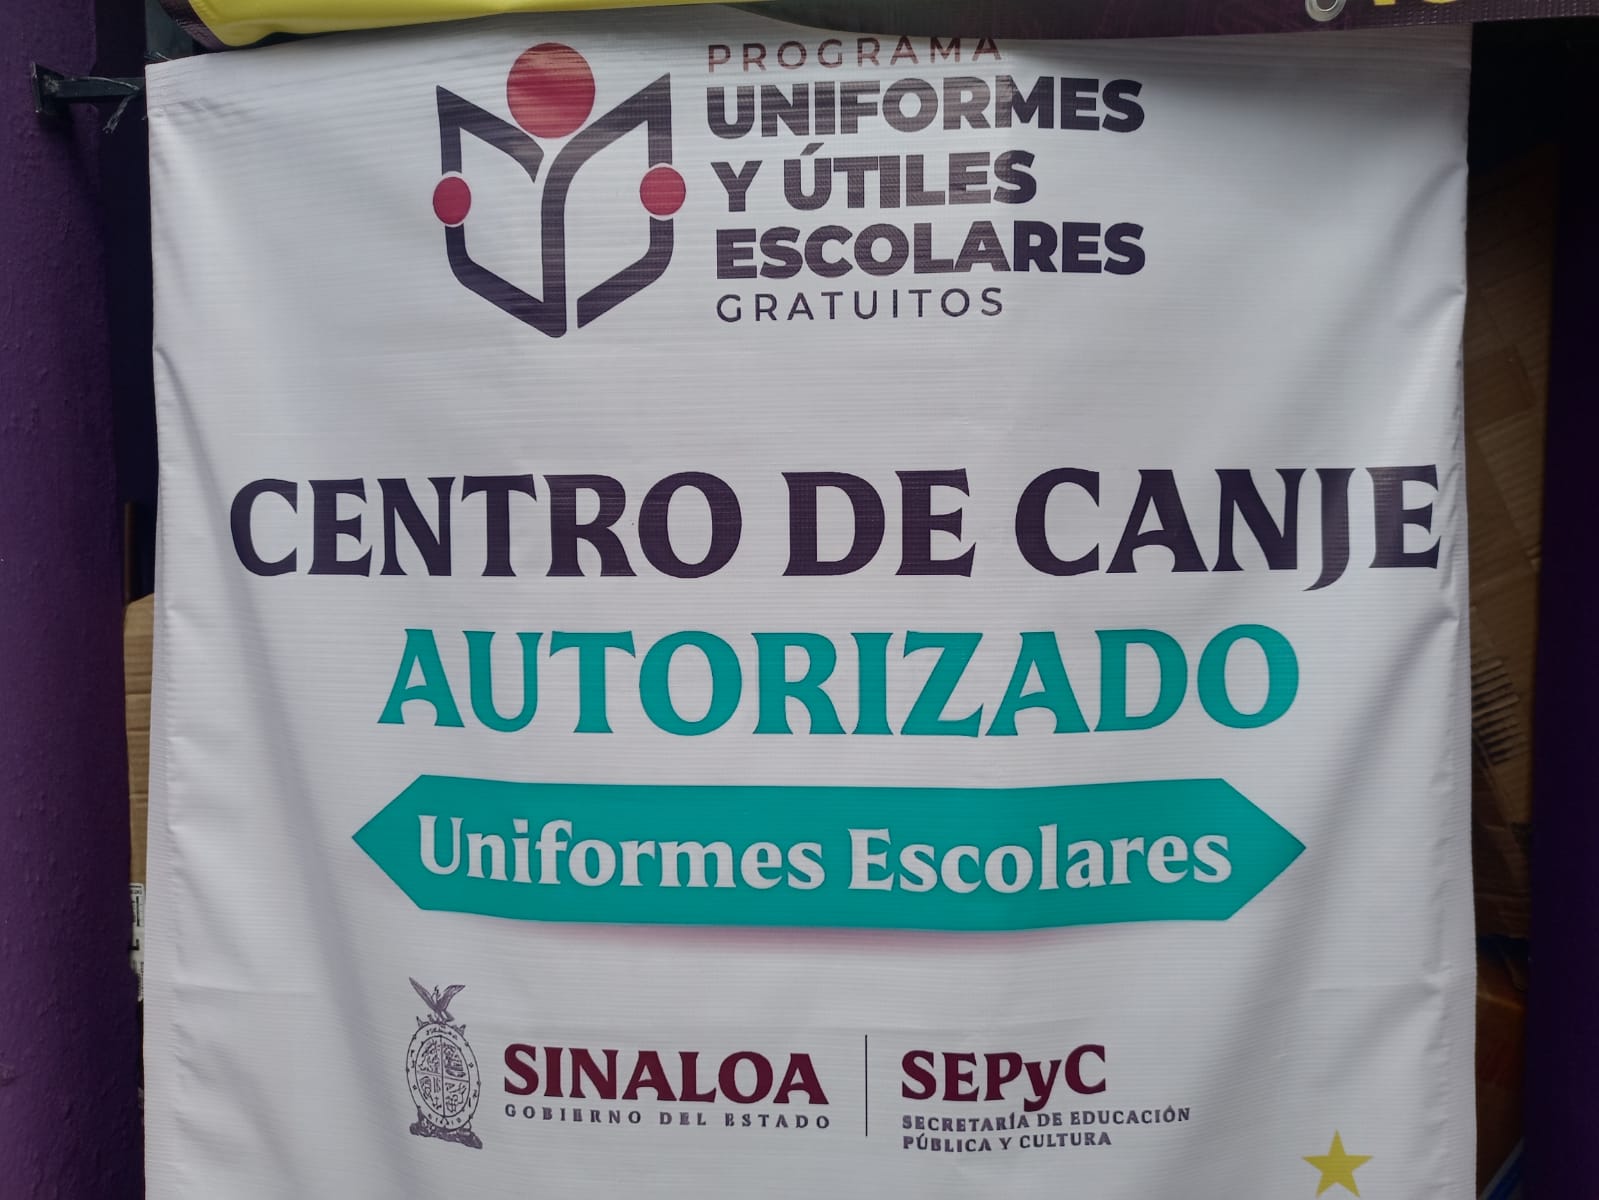 PROGRAMA
UNIFORMES
Y ÚTILES
ESCOLARES
GRATUITOS
CENTRO DE CANJE
AUTORIZADO
Uniformes Escolares
SINALOA
GOBIERNO DEL ESTADO
SEPyC
SECRETARÍA DE EDUCACIÓN
PÚBLICA Y CULTURA